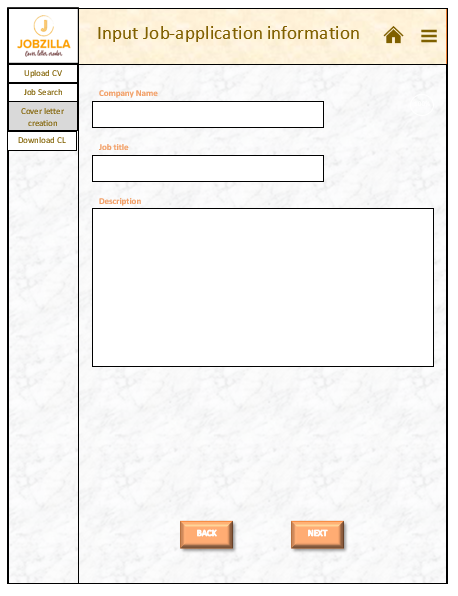 J
JOBZILLA
Cover letter creator
Input Job-application information
Upload CV
Job Search
Cover letter
creation
Download CL
Company Name
Job title
Description
BACK
NEXT